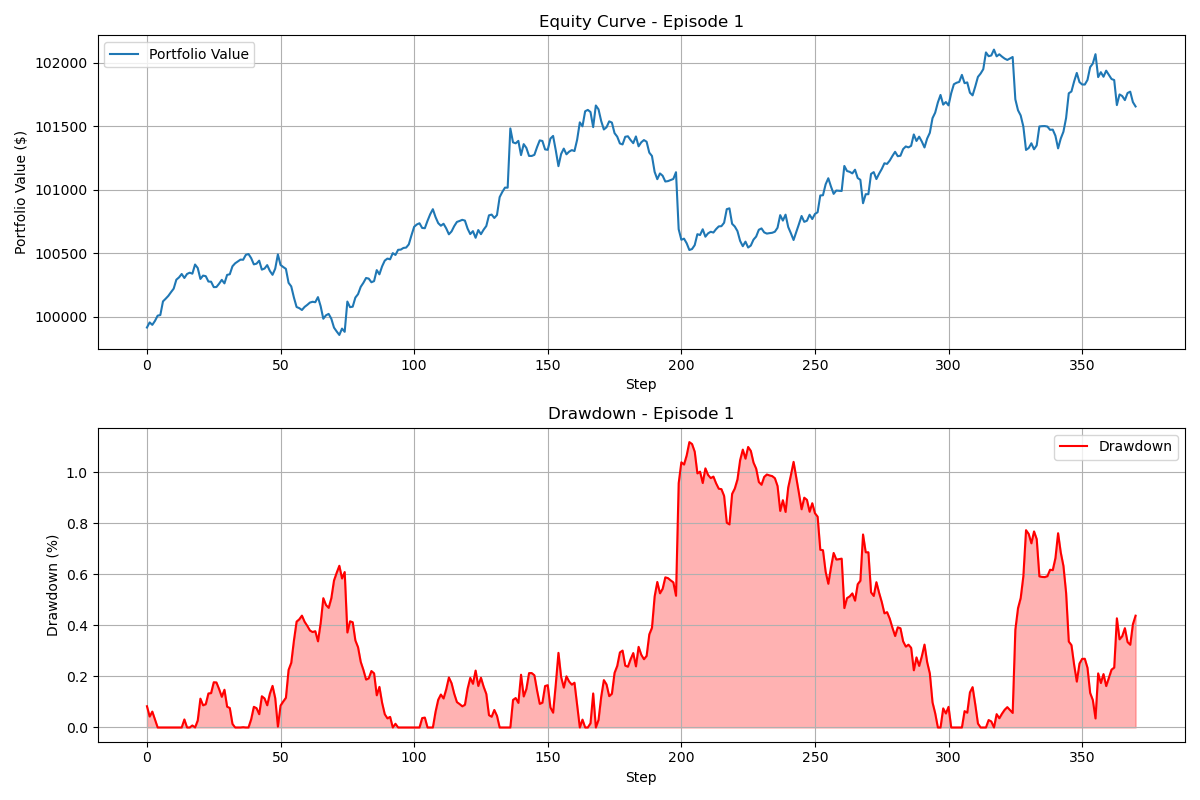 Equity Curve - Episode 1
Portfolio Value
Portfolio Value ($)
102000
101500
101000
100500
100000
0 50 100 150 200 250 300 350
Step
Drawdown - Episode 1
Drawdown
Drawdown (%)
1.0
0.8
0.6
0.4
0.2
0.0
0 50 100 150 200 250 300 350
Step